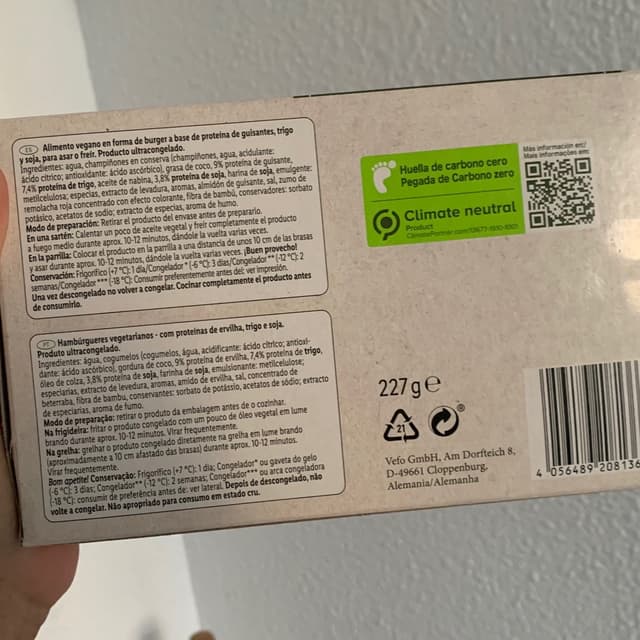 ES
Alimento vegano en forma de burger a base de proteína de guisantes, trigo
y soja, para asar o freír. Producto ultracongelado.
Ingredientes: agua, champiñones en conserva (champiñones, agua, acidulante:
ácido cítrico; antioxidante: ácido ascórbico), grasa de coco, 9% proteína de guisante,
7,4% proteína de trigo, aceite de nabina, 3,8% proteína de soja, harina de soja, emulgente:
metilcelulosa; especias, extracto de levadura, aromas, almidón de guisante, sal, zumo de
remolacha roja concentrado con efecto colorante, fibra de bambú, conservadores: sorbato
potásico, acetatos de sodio; extracto de especias, aroma de humo.
Modo de preparación: Retirar el producto del envase antes de prepararlo.
En una sartén: Calentar un poco de aceite vegetal y freír completamente el producto
a fuego medio durante aprox. 10-12 minutos, dándole la vuelta varias veces.
En la parrilla: Colocar el producto en la parrilla a una distancia de unos 10 cm de las brasas
y asar durante aprox. 10-12 minutos, dándole la vuelta varias veces. ¡Buen provecho!
Conservación: Frigorífico (+7 °C): 1 día/Congelador * (-6 °C): 3 días/Congelador ** (-12 °C): 2
semanas/Congelador *** (-18 °C): Consumir preferentemente antes del: ver impresión.
Una vez descongelado no volver a congelar. Cocinar completamente el producto antes
de consumirlo.
PT
Hambúrgueres vegetarianos - com proteínas de ervilha, trigo e soja.
Produto ultracongelado.
Ingredientes: água, cogumelos (cogumelos, água, acidificante: ácido cítrico; antioxi-
dante: ácido ascórbico), gordura de coco, 9% proteína de ervilha, 7,4% proteína de trigo,
óleo de colza, 3,8% proteína de soja, farinha de soja, emulsionante: metilcelulose;
especiarias, extracto de levedura, aromas, amido de ervilha, sal, concentrado de
beterraba, fibra de bambu, conservantes: sorbato de potássio, acetatos de sódio; extracto
de especiarias, aroma de fumo.
Modo de preparação: retirar o produto da embalagem antes de o cozinhar.
Na frigideira: fritar o produto congelado com um pouco de óleo vegetal em lume
brando durante aprox. 10-12 minutos. Virar frequentemente.
Na grelha: grelhar o produto congelado diretamente na grelha em lume brando
(aproximadamente a 10 cm afastado das brasas) durante aprox. 10-12 minutos.
Virar frequentemente.
Bom apetite! Conservação: Frigorífico (+7 °C): 1 dia; Congelador* ou gaveta do gelo
(-6 °C): 3 dias; Congelador** (-12 °C): 2 semanas; Congelador*** ou arca congeladora
(-18 °C): consumir de preferência antes de: ver lateral. Depois de descongelado, não
volte a congelar. Não apropriado para consumo em estado cru.
Huella de carbono cero
Pegada de Carbono zero
Climate neutral
Product
ClimatePartner.com/13673-1910-1001
Más información en:/
Mais informações em:
227 g e
21
Vefo GmbH, Am Dorfteich 8,
D-49661 Cloppenburg,
Alemania/Alemanha
4 056489 208136